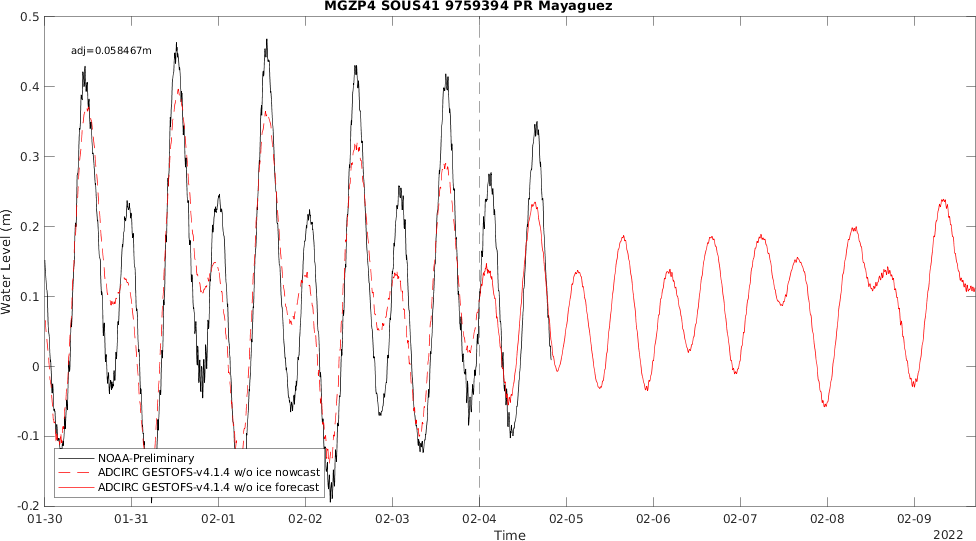 MGZP4 SOUS41 9759394 PR Mayaguez
0.5
adj=0.058467m
0.4
0.3
0.2
0.1
0
-0.1
-0.2
Water Level (m)
NOAA-Preliminary
ADCIRC GESTOFS-v4.1.4 w/o ice nowcast
ADCIRC GESTOFS-v4.1.4 w/o ice forecast
01-30 01-31 02-01 02-02 02-03 02-04 02-05 02-06 02-07 02-08 02-09
Time
2022